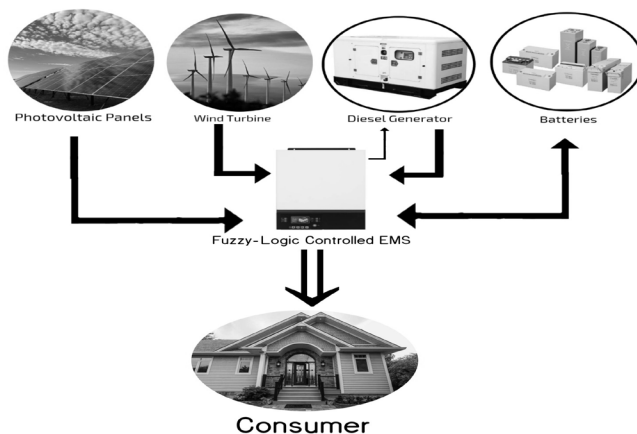 Photovoltaic Panels
Wind Turbine
Diesel Generator
Batteries
Fuzzy-Logic Controlled EMS
Consumer